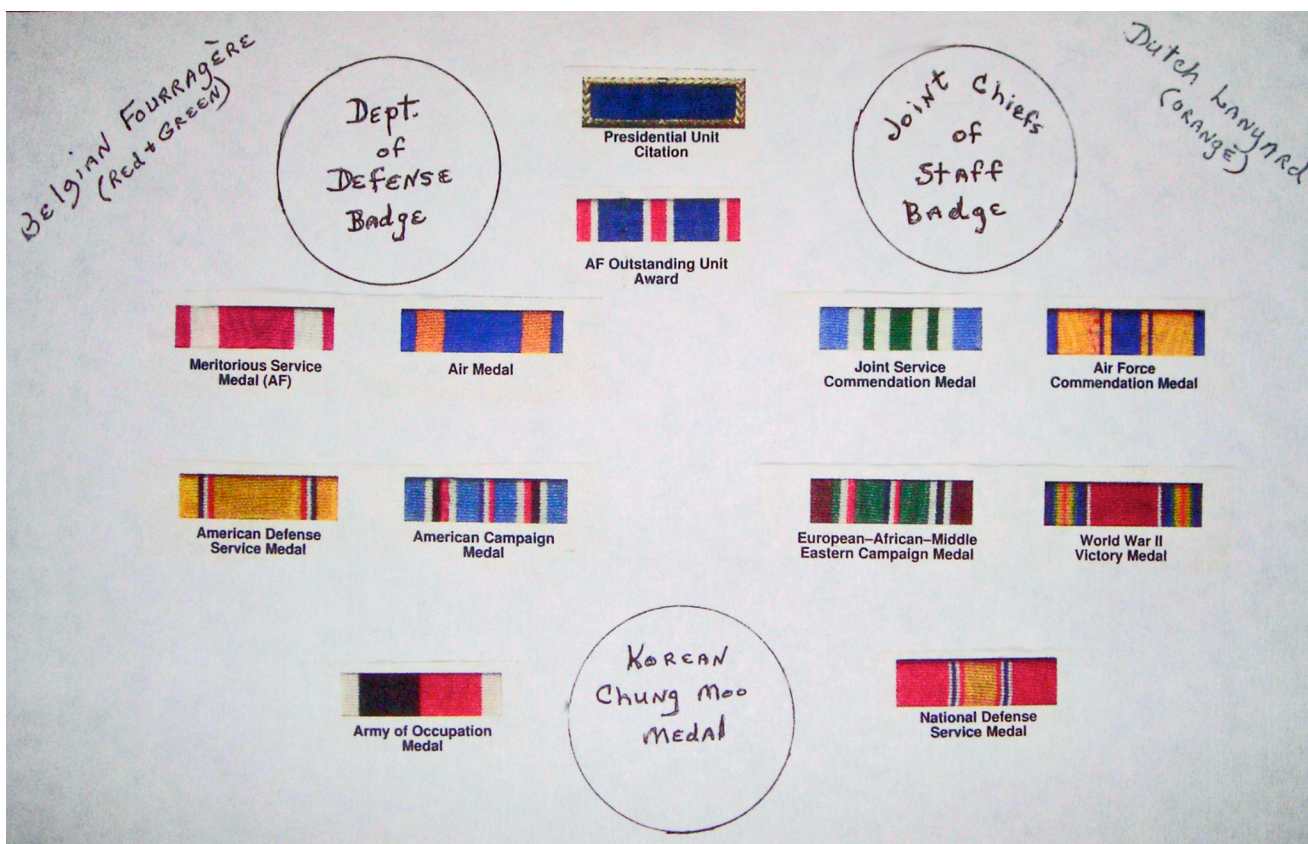 Belgian Fourragère
(Red + Green)
Dept.
of
Defense
Badge
Presidential Unit
Citation
Joint Chiefs
of
Staff
Badge
Dutch Lanyard
(Orange)
AF Outstanding Unit
Award
Meritorious Service
Medal (AF)
Air Medal
Joint Service
Commendation Medal
Air Force
Commendation Medal
American Defense
Service Medal
American Campaign
Medal
European–African–Middle
Eastern Campaign Medal
World War II
Victory Medal
Army of Occupation
Medal
Korean
Chung Moo
Medal
National Defense
Service Medal